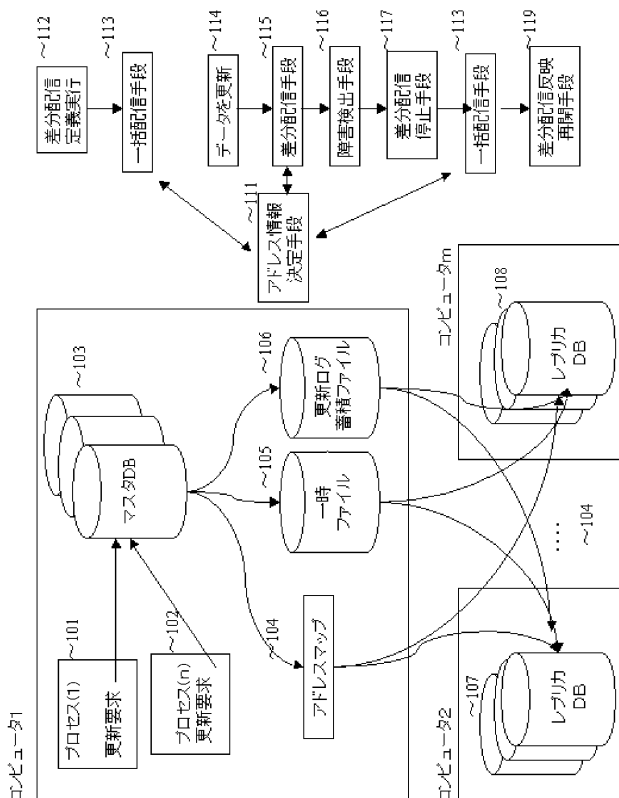 コンピュータ1
プロセス(1)
更新要求
~101
プロセス(n)
更新要求
~102
マスタDB
~103
アドレスマップ
~104
一時
ファイル
~105
更新ログ
蓄積ファイル
~106
コンピュータ2
レプリカ
DB
~107
....
~104
コンピュータm
レプリカ
DB
~108
差分配信
定義実行
~112
一括配信手段
~113
アドレス情報
決定手段
~111
データを更新
~114
差分配信手段
~115
障害検出手段
~116
差分配信
停止手段
~117
一括配信手段
~113
差分配信反映
再開手段
~119